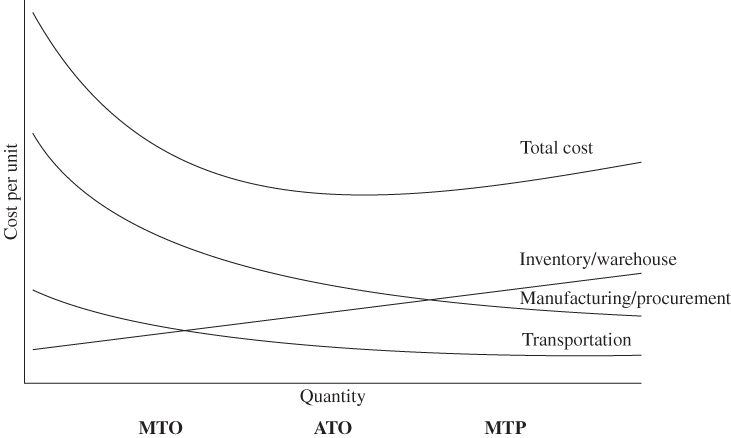 Cost per unit
Total cost
Inventory/warehouse
Manufacturing/procurement
Transportation
Quantity
MTO ATO MTP